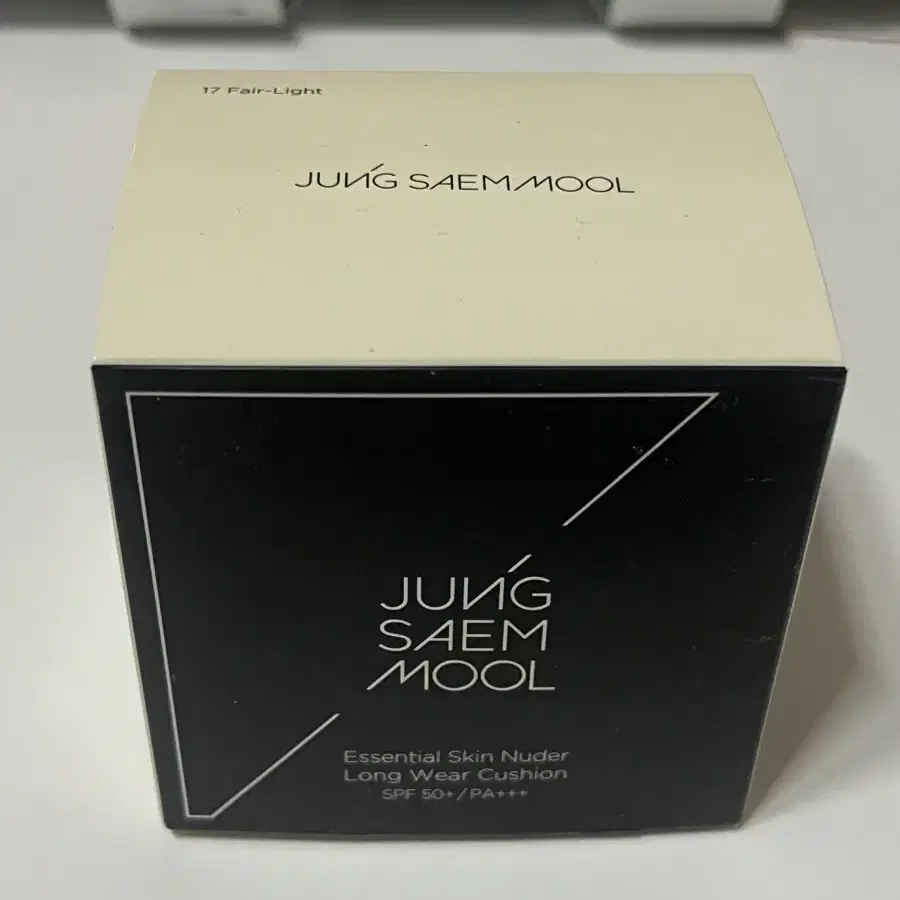 17 Fair-Light
JUNG SAEMMOOL
JUNG
SAEM
MOOL
Essential Skin Nuder
Long Wear Cushion
SPF 50+/PA+++